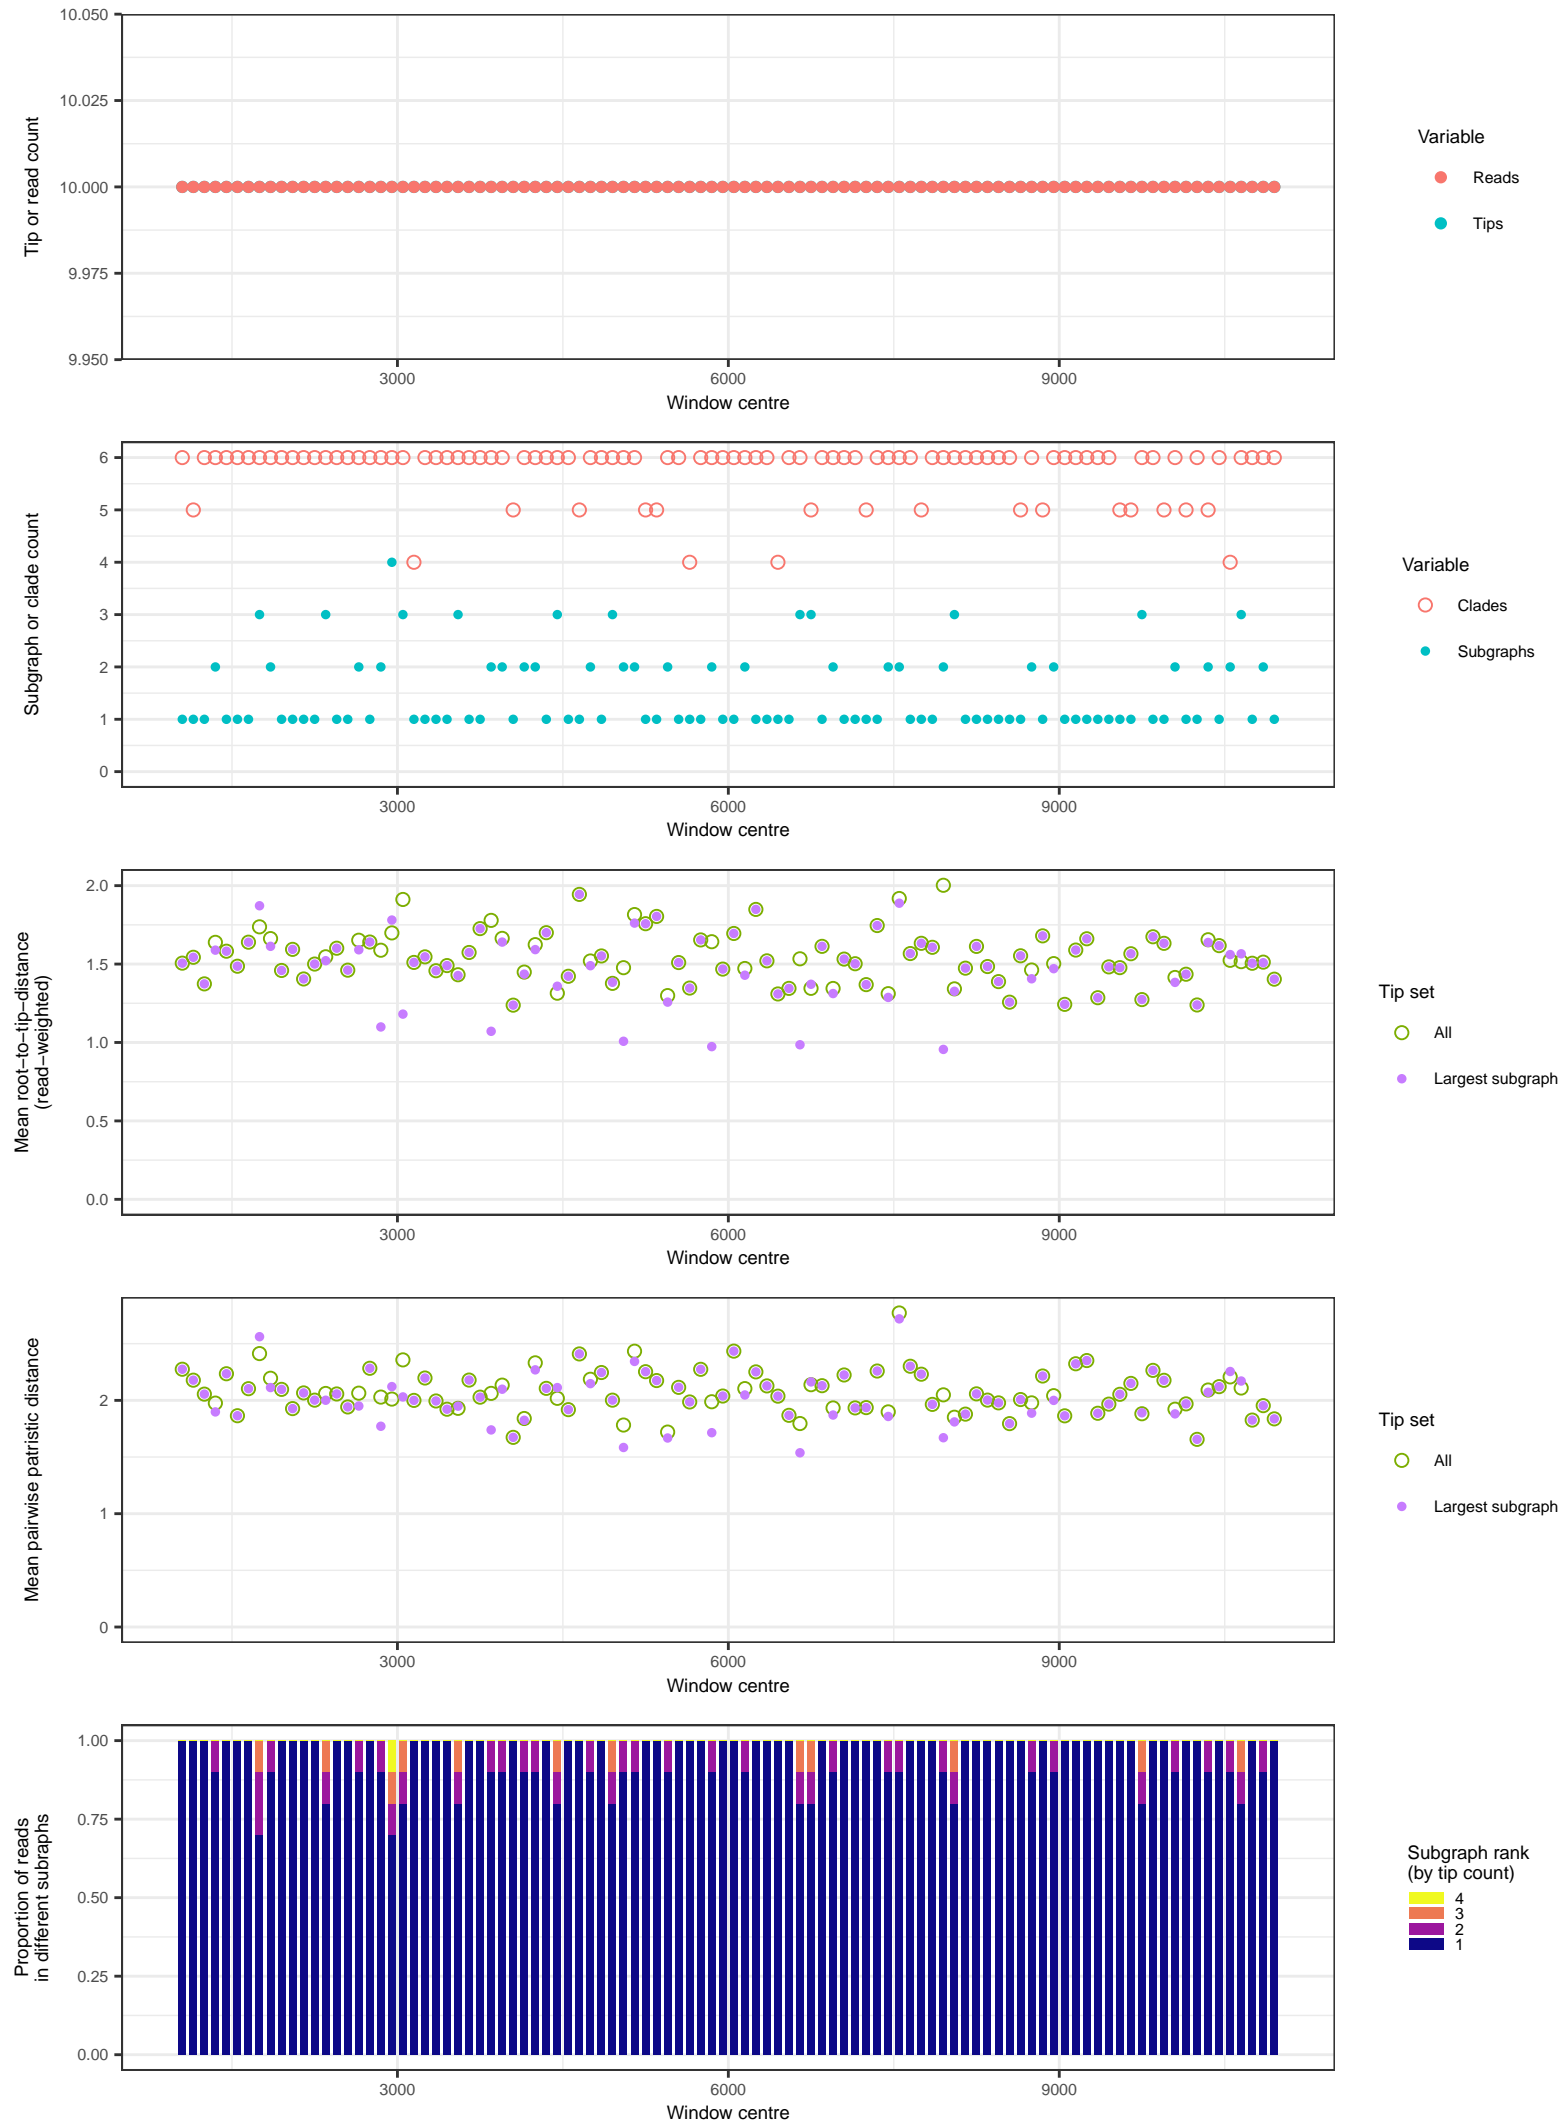 10.050
10.025
10.000
9.975
9.950
Tip or read count
3000
6000
9000
Window centre
Variable
Reads
Tips
6
5
4
3
2
1
0
Subgraph or clade count
3000
6000
9000
Window centre
Variable
Clades
Subgraphs
2.0
1.5
1.0
0.5
0.0
Mean root−to−tip−distance
(read−weighted)
3000
6000
9000
Window centre
Tip set
All
Largest subgraph
2
1
0
Mean pairwise patristic distance
3000
6000
9000
Window centre
Tip set
All
Largest subgraph
1.00
0.75
0.50
0.25
0.00
Proportion of reads
in different subraphs
3000
6000
9000
Window centre
Subgraph rank
(by tip count)
4
3
2
1